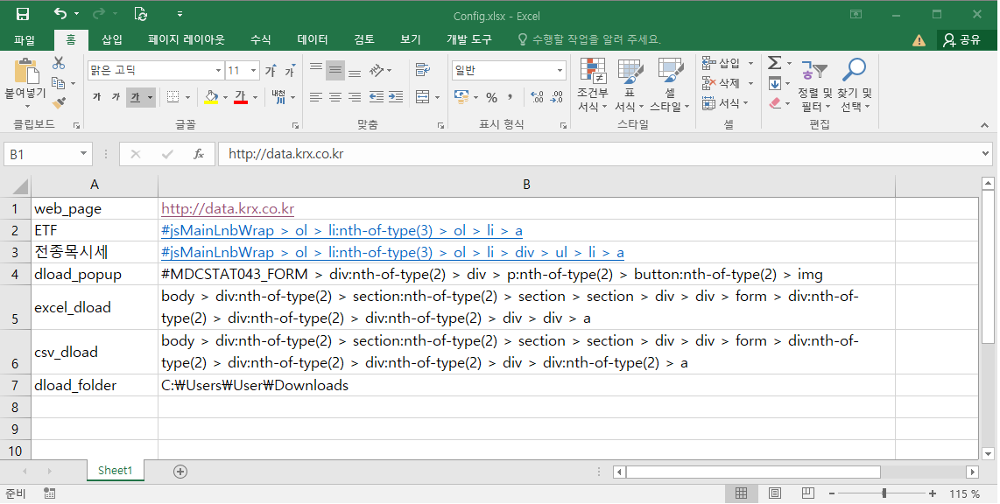 Config.xlsx - Excel
파일 홈 삽입 페이지 레이아웃 수식 데이터 검토 보기 개발 도구 수행할 작업을 알려 주세요. 공유
붙여넣기
클립보드
맑은 고딕 11 가 가
가 가 가 가 내천
글꼴
맞춤
일반
% ,
표시 형식
조건부 서식 표 서식 셀 스타일
스타일
삽입
삭제
서식
셀
정렬 및 필터 찾기 및 선택
편집
B1 fx http://data.krx.co.kr
A B
1 web_page http://data.krx.co.kr
2 ETF #jsMainLnbWrap > ol > li:nth-of-type(3) > ol > li > a
3 전종목시세 #jsMainLnbWrap > ol > li:nth-of-type(3) > ol > li > div > ul > li > a
4 dload_popup #MDCSTAT043_FORM > div:nth-of-type(2) > div > p:nth-of-type(2) > button:nth-of-type(2) > img
5 excel_dload body > div:nth-of-type(2) > section:nth-of-type(2) > section > section > div > div > form > div:nth-of-
type(2) > div:nth-of-type(2) > div:nth-of-type(2) > div > div > a
6 csv_dload body > div:nth-of-type(2) > section:nth-of-type(2) > section > section > div > div > form > div:nth-of-
type(2) > div:nth-of-type(2) > div:nth-of-type(2) > div > div:nth-of-type(2) > a
7 dload_folder C:₩Users₩User₩Downloads
8
9
10
Sheet1
준비 115 %